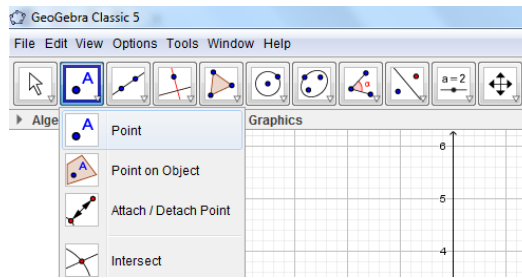 GeoGebra Classic 5
File Edit View Options Tools Window Help
A α a=2
Alge Graphics
A Point
A Point on Object
Attach / Detach Point
Intersect
6
5
4